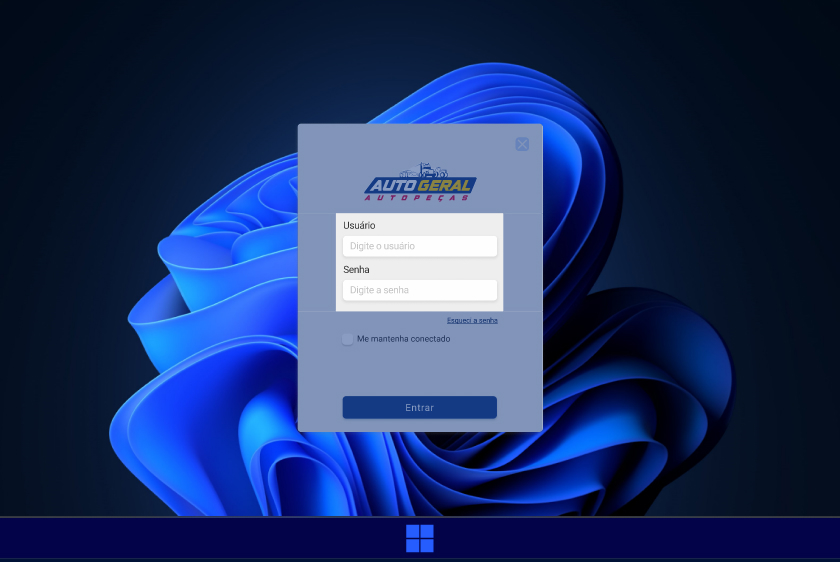 AUTO GERAL
AUTOPEÇAS
Usuário
Digite o usuário
Senha
Digite a senha
Esqueci a senha
Me mantenha conectado
Entrar